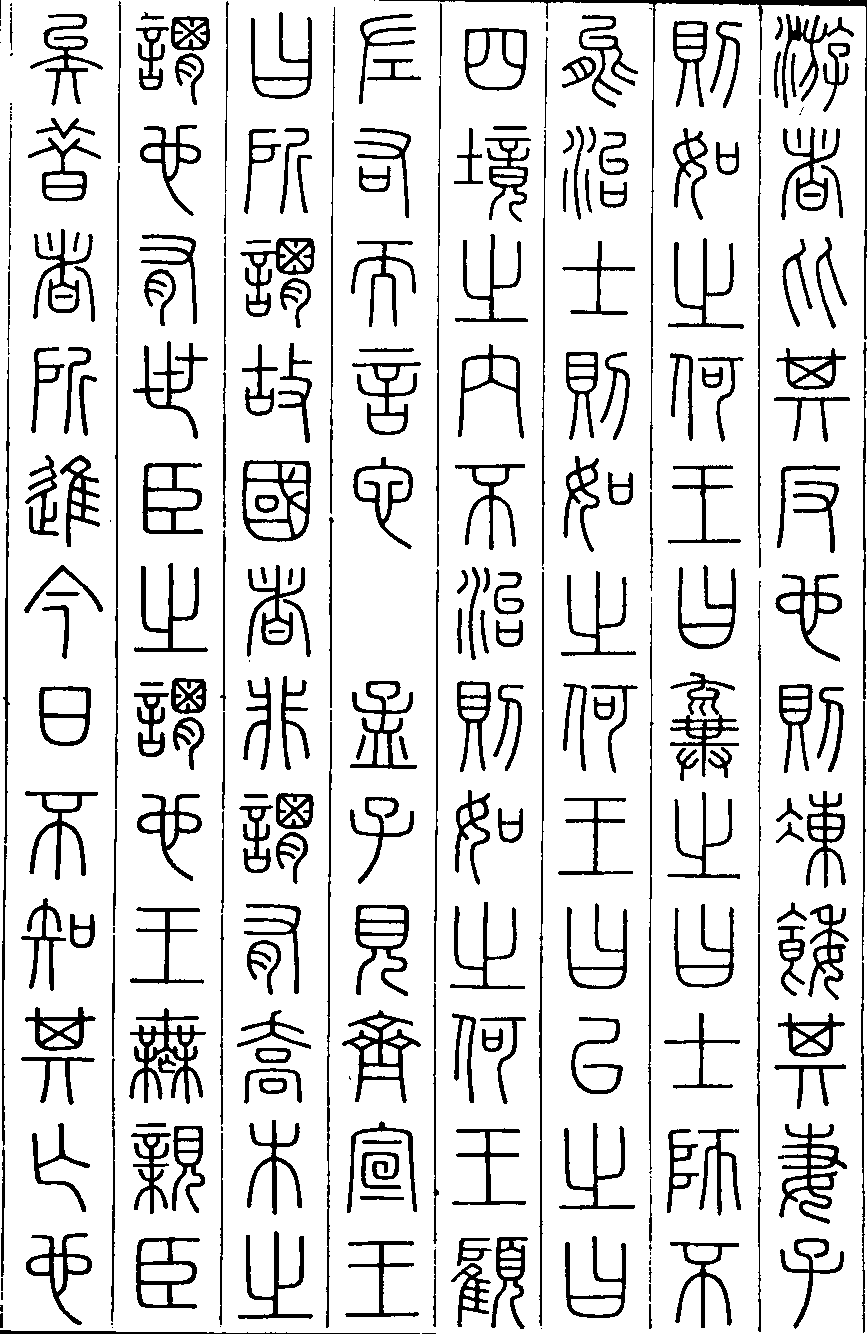 游者比其反也則凍餒其妻子
則如之何王曰棄之曰士師不
能治士則如之何王曰已之曰
四境之內不治則如之何王顧
左右而言它　孟子見齊宣王
曰所謂故國者非謂有喬木之
謂也有世臣之謂也王無親臣
矣昔者所進今日不知其亡也